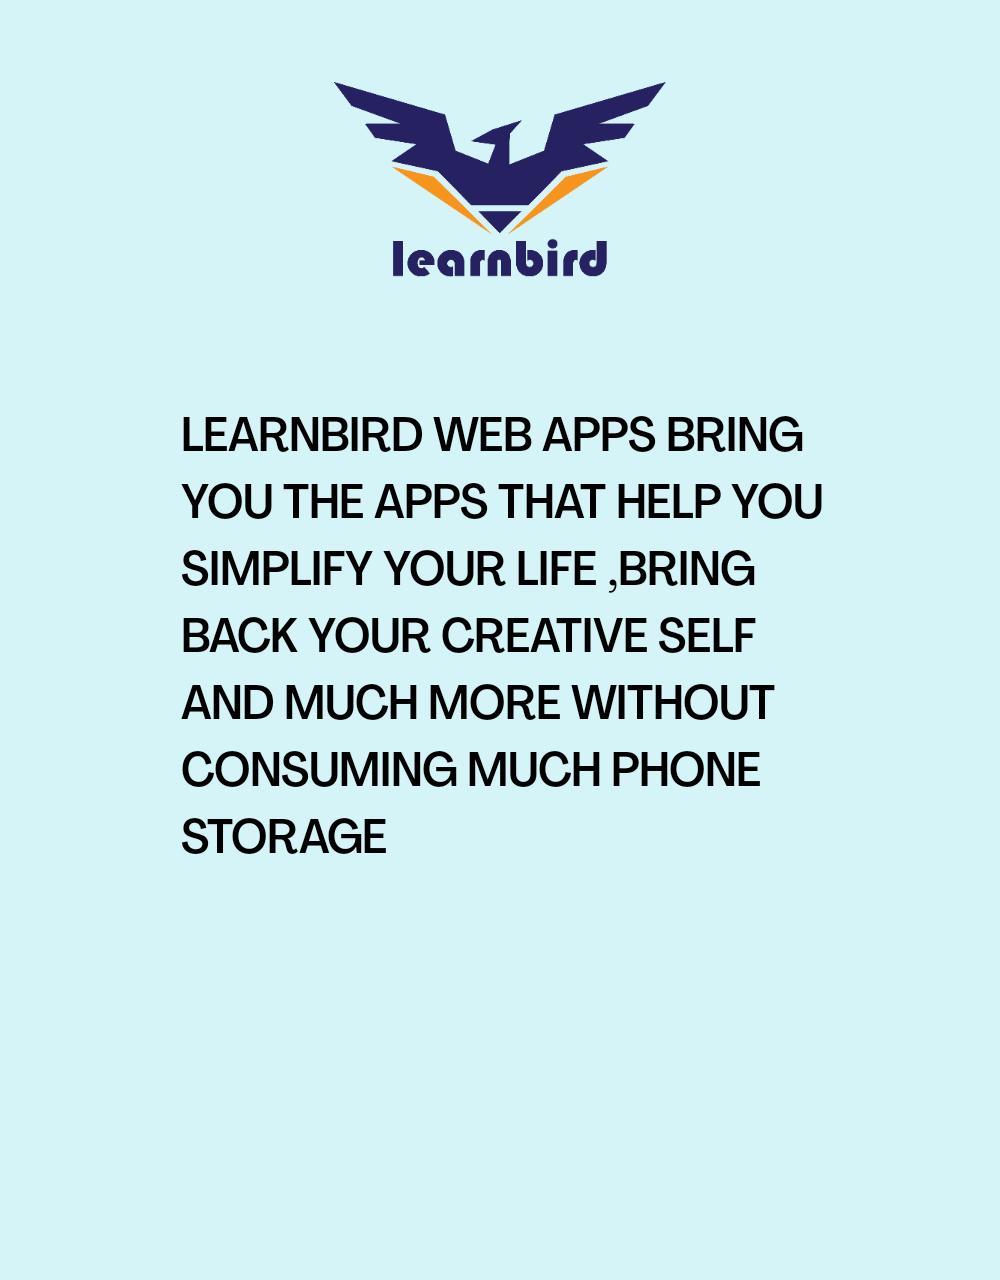 learnbird
LEARNBIRD WEB APPS BRING
YOU THE APPS THAT HELP YOU
SIMPLIFY YOUR LIFE ,BRING
BACK YOUR CREATIVE SELF
AND MUCH MORE WITHOUT
CONSUMING MUCH PHONE
STORAGE